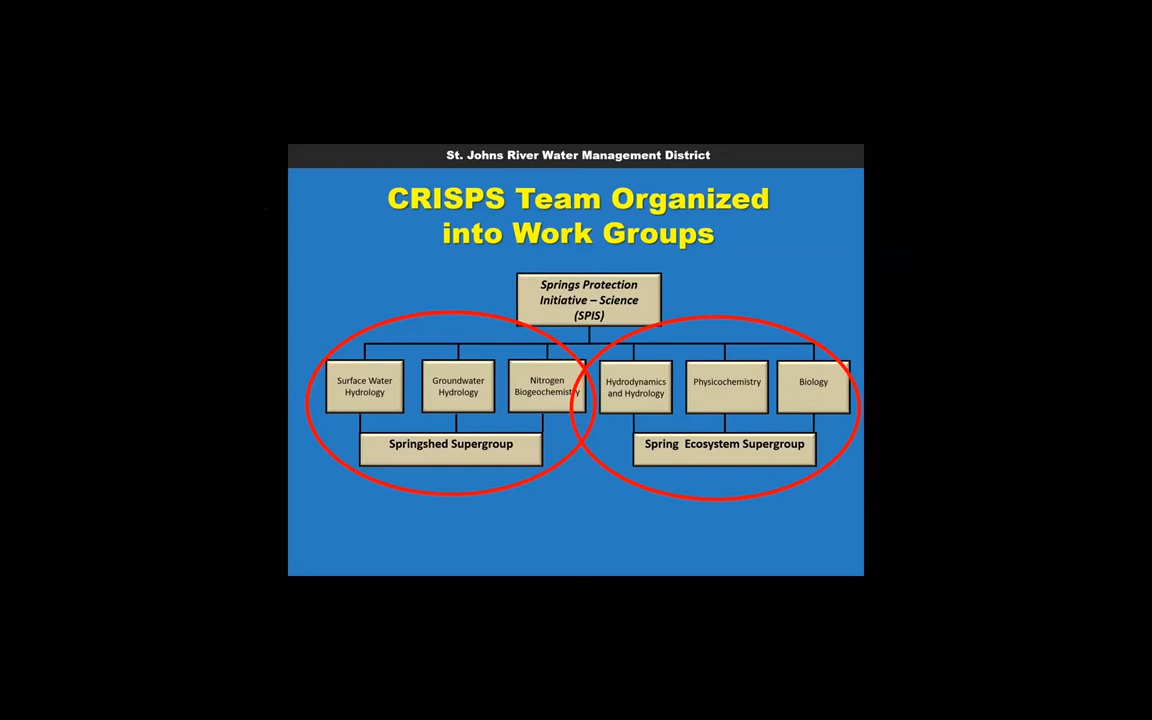 St. Johns River Water Management District
CRISPS Team Organized
into Work Groups
Springs Protection
Initiative – Science
(SPIS)
Surface Water
Hydrology
Groundwater
Hydrology
Nitrogen
Biogeochemistry
Hydrodynamics
and Hydrology
Physicochemistry
Biology
Springshed Supergroup
Spring Ecosystem Supergroup